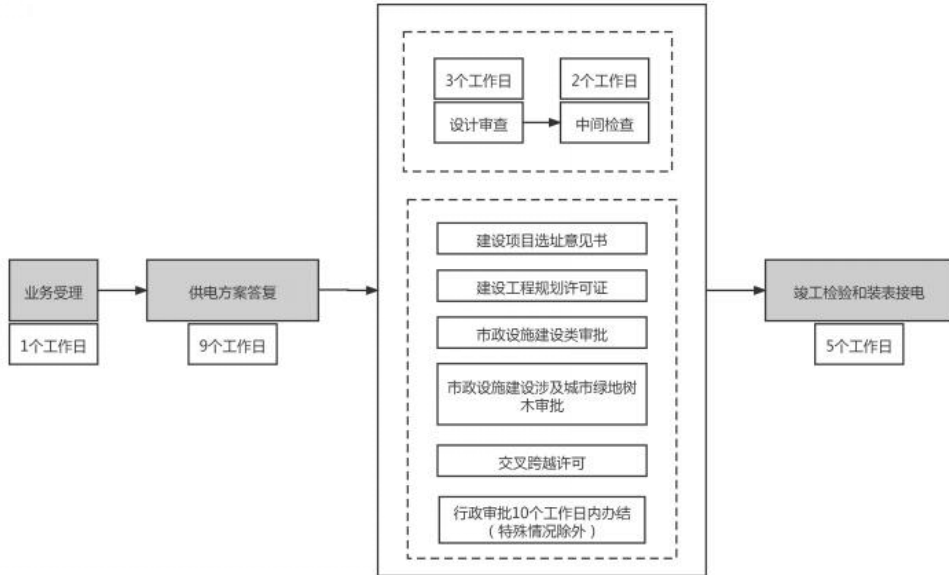 3个工作日
2个工作日
设计审查
中间检查
建设项目选址意见书
业务受理
供电方案答复
建设工程规划许可证
竣工检验和装表接电
1个工作日
9个工作日
市政设施建设类审批
5个工作日
市政设施建设涉及城市绿地树
木审批
交叉跨越许可
行政审批10个工作日内办结
（特殊情况除外）